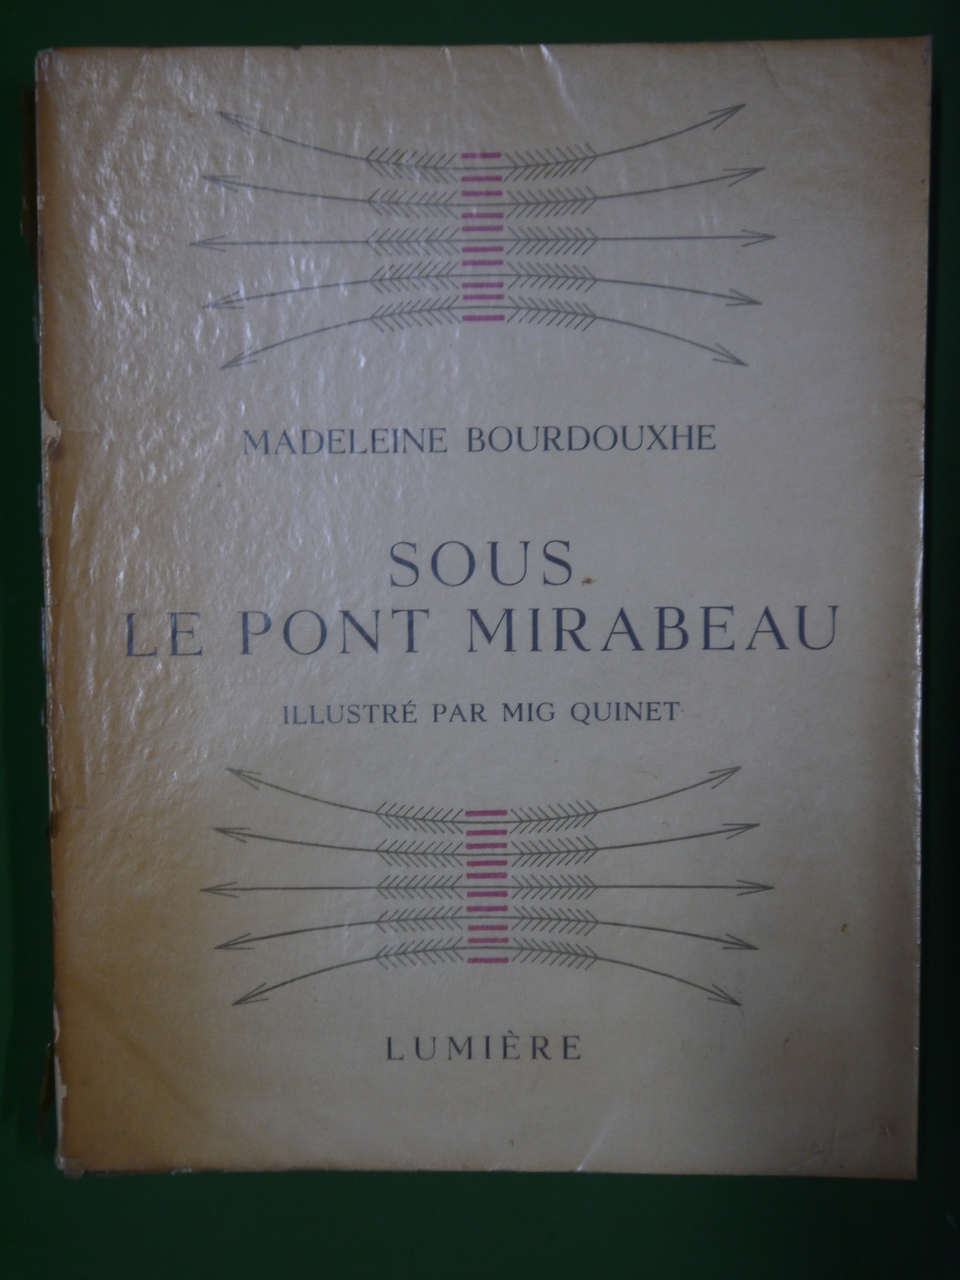 MADELEINE BOURDOUXHE
SOUS
LE PONT MIRABEAU
ILLUSTRÉ PAR MIG QUINET
LUMIÈRE